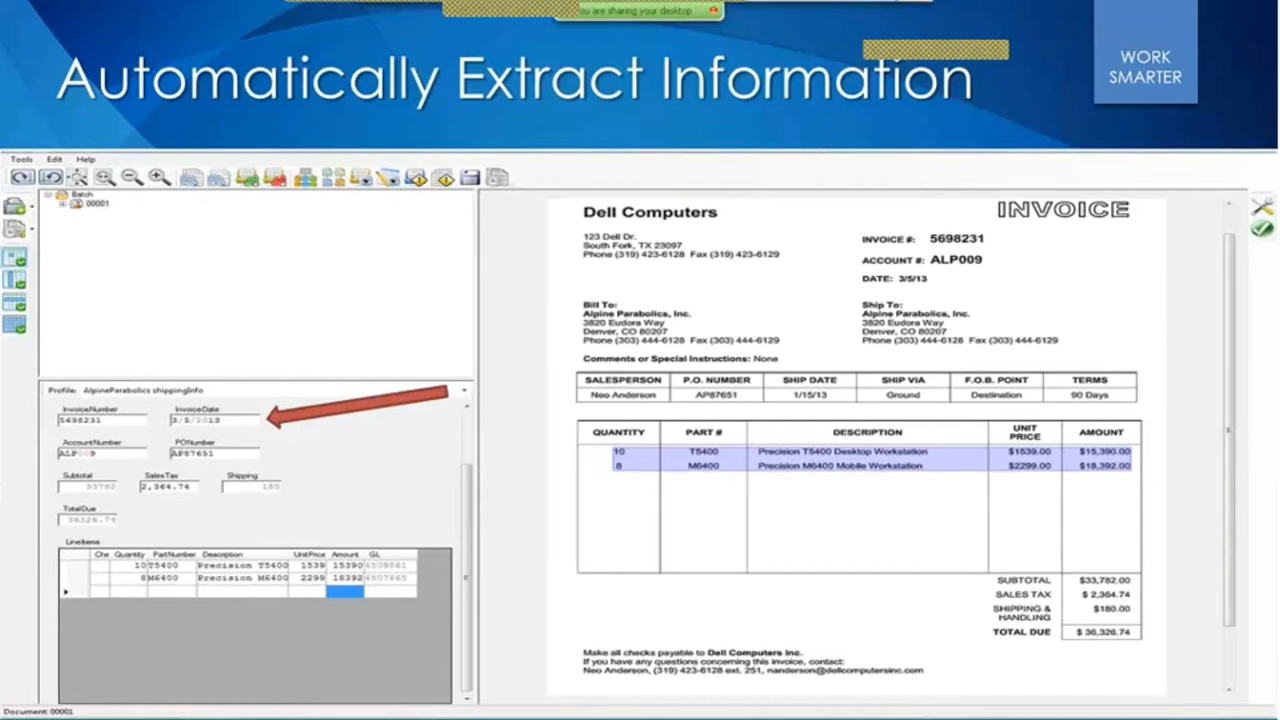 ou are sharing your desktop
Automatically Extract Information
WORK
SMARTER
Tools Edit Help
Batch
00001
Profile: AlpineParabolics shippingInfo
InvoiceNumber InvoiceDate
5698231 3/5/2013
AccountNumber PONumber
ALP009 AP87651
Subtotal SalesTax Shipping
33782 2,364.74 180
TotalDue
36326.74
LineItems
Che Quantity PartNumber Description UnitPrice Amount GL
10 T5400 Precision T5400 1539 15390 4509861
8 M6400 Precision M6400 2299 18392 4507865
Document: 00001
Dell Computers INVOICE
123 Dell Dr.
South Fork, TX 23097
Phone (319) 423-6128 Fax (319) 423-6129
INVOICE #: 5698231
ACCOUNT #: ALP009
DATE: 3/5/13
Bill To:
Alpine Parabolics, Inc.
3820 Eudora Way
Denver, CO 80207
Phone (303) 444-6128 Fax (303) 444-6129
Ship To:
Alpine Parabolics, Inc.
3820 Eudora Way
Denver, CO 80207
Phone (303) 444-6128 Fax (303) 444-6129
Comments or Special Instructions: None
SALESPERSON P.O. NUMBER SHIP DATE SHIP VIA F.O.B. POINT TERMS
Neo Anderson AP87651 1/15/13 Ground Destination 90 Days
QUANTITY PART # DESCRIPTION UNIT PRICE AMOUNT
10 T5400 Precision T5400 Desktop Workstation $1539.00 $15,390.00
8 M6400 Precision M6400 Mobile Workstation $2299.00 $18,392.00
SUBTOTAL $33,782.00
SALES TAX $ 2,364.74
SHIPPING & HANDLING $180.00
TOTAL DUE $ 36,326.74
Make all checks payable to Dell Computers Inc.
If you have any questions concerning this invoice, contact:
Neo Anderson, (319) 423-6128 ext. 251, nanderson@dellcomputersinc.com